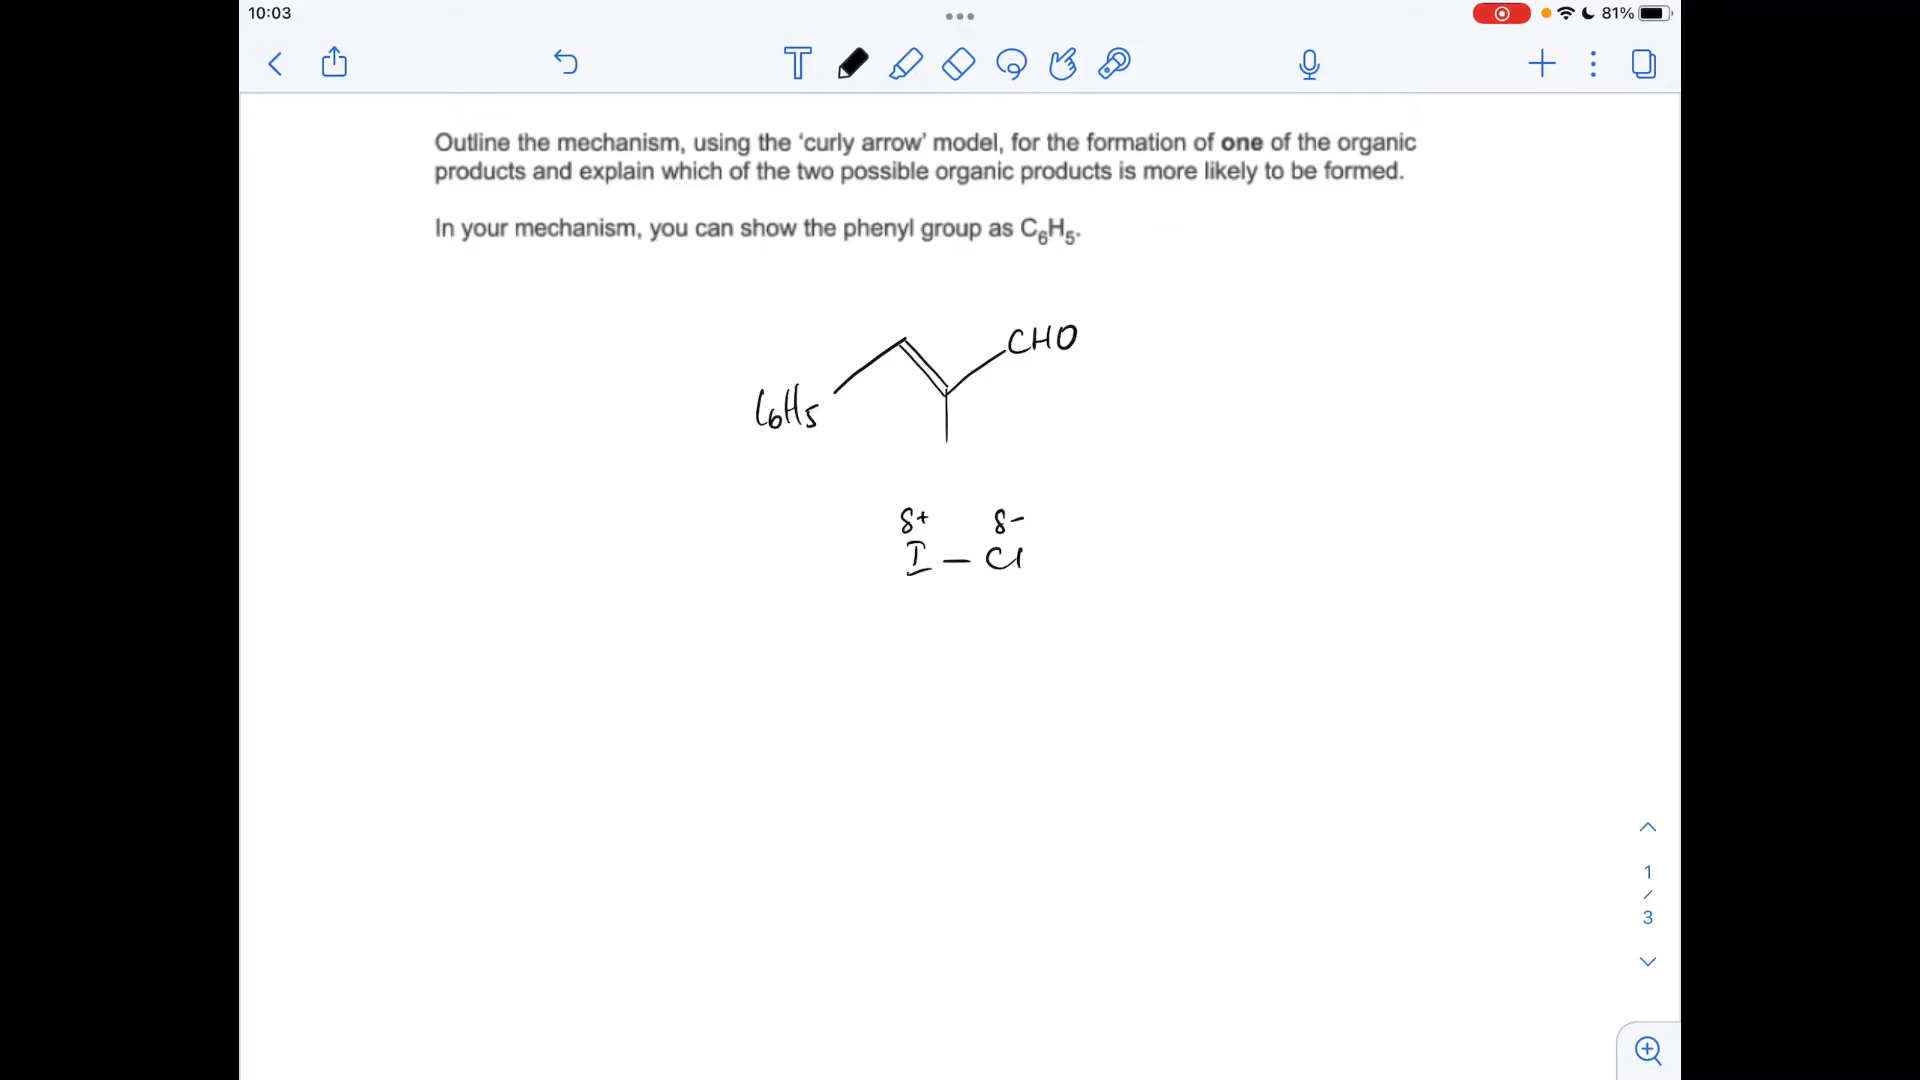 10:03
81%
T
Outline the mechanism, using the ‘curly arrow’ model, for the formation of one of the organic
products and explain which of the two possible organic products is more likely to be formed.
In your mechanism, you can show the phenyl group as C₆H₅.
CHO
C6H5
δ+ δ-
I — Cl
1
/
3